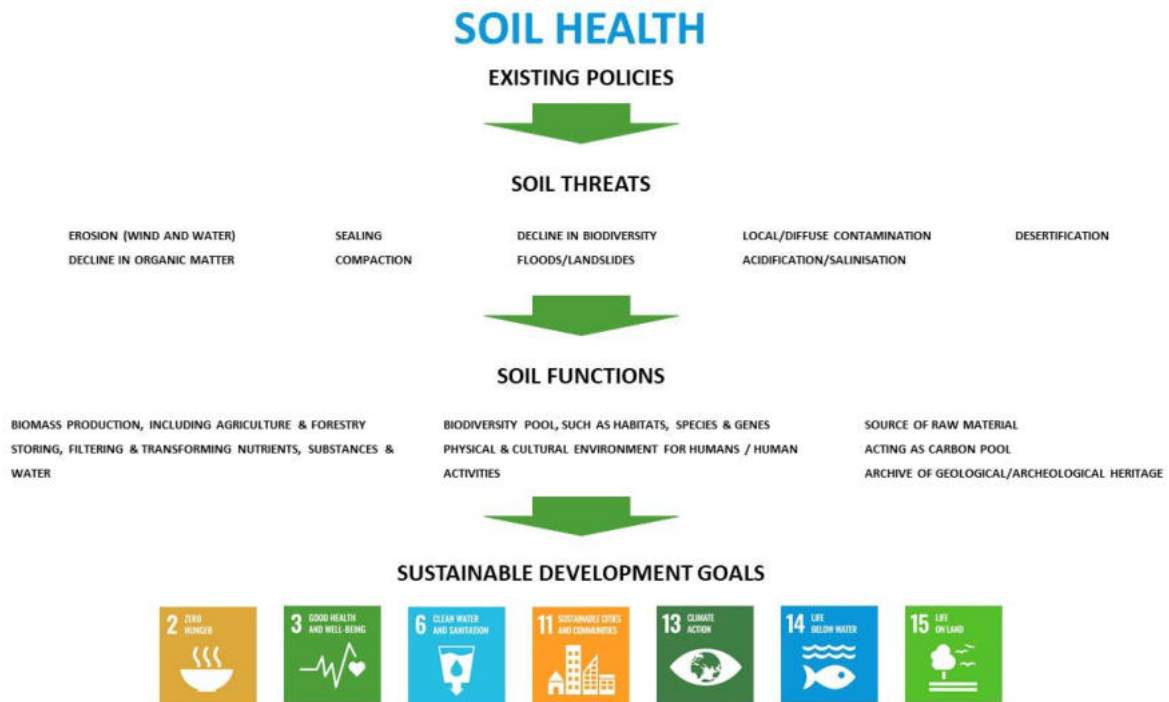 SOIL HEALTH
EXISTING POLICIES
SOIL THREATS
EROSION (WIND AND WATER)
DECLINE IN ORGANIC MATTER
SEALING
COMPACTION
DECLINE IN BIODIVERSITY
FLOODS/LANDSLIDES
LOCAL/DIFFUSE CONTAMINATION
ACIDIFICATION/SALINISATION
DESERTIFICATION
SOIL FUNCTIONS
BIOMASS PRODUCTION, INCLUDING AGRICULTURE & FORESTRY
STORING, FILTERING & TRANSFORMING NUTRIENTS, SUBSTANCES &
WATER
BIODIVERSITY POOL, SUCH AS HABITATS, SPECIES & GENES
PHYSICAL & CULTURAL ENVIRONMENT FOR HUMANS / HUMAN
ACTIVITIES
SOURCE OF RAW MATERIAL
ACTING AS CARBON POOL
ARCHIVE OF GEOLOGICAL/ARCHEOLOGICAL HERITAGE
SUSTAINABLE DEVELOPMENT GOALS
2 ZERO
HUNGER
3 GOOD HEALTH
AND WELL-BEING
6 CLEAN WATER
AND SANITATION
11 SUSTAINABLE CITIES
AND COMMUNITIES
13 CLIMATE
ACTION
14 LIFE
BELOW WATER
15 LIFE
ON LAND